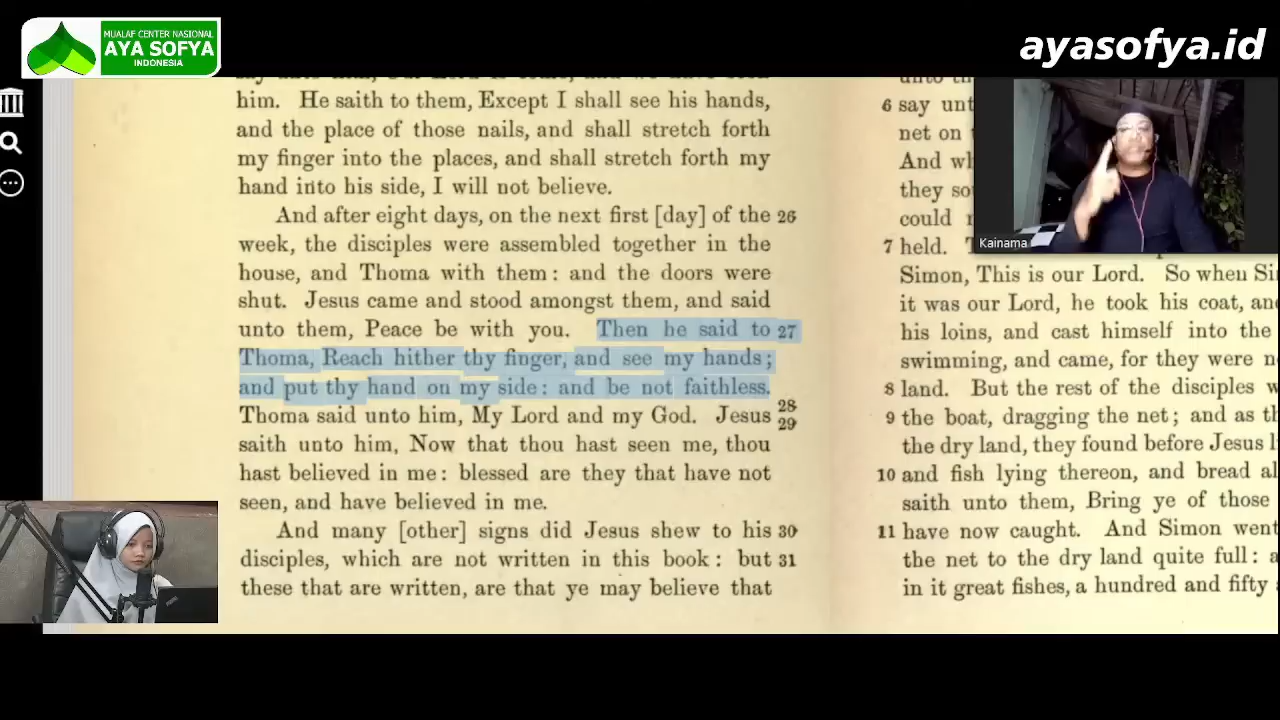 MUALAF CENTER NASIONAL
AYA SOFYA
INDONESIA
ayasofya.id
him. He saith to them, Except I shall see his hands,
and the place of those nails, and shall stretch forth
my finger into the places, and shall stretch forth my
hand into his side, I will not believe.
And after eight days, on the next first [day] of the 26
week, the disciples were assembled together in the
house, and Thoma with them: and the doors were
shut. Jesus came and stood amongst them, and said
unto them, Peace be with you. Then he said to 27
Thoma, Reach hither thy finger, and see my hands;
and put thy hand on my side: and be not faithless.
Thoma said unto him, My Lord and my God. Jesus 28
29
saith unto him, Now that thou hast seen me, thou
hast believed in me: blessed are they that have not
seen, and have believed in me.
And many [other] signs did Jesus shew to his 30
disciples, which are not written in this book: but 31
these that are written, are that ye may believe that
6 say
net on
And
they
could
7 held.
Simon, This is our Lord. So when
it was our Lord, he took his coat,
his loins, and cast himself into the
swimming, and came, for they were
8 land. But the rest of the disciples
9 the boat, dragging the net; and as
the dry land, they found before Jesus
10 and fish lying thereon, and bread
saith unto them, Bring ye of those
11 have now caught. And Simon went
the net to the dry land quite full:
in it great fishes, a hundred and fifty
Kainama